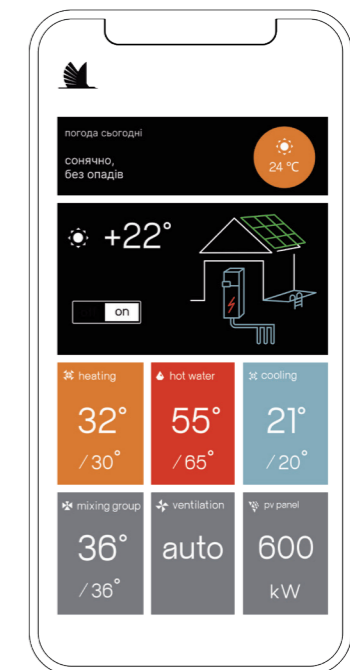 погода сьогодні
сонячно,
без опадів
24 °C
+22°
on
heating
32°
/30°
hot water
55°
/65°
cooling
21°
/20°
mixing group
36°
/36°
ventilation
auto
pv panel
600
kW